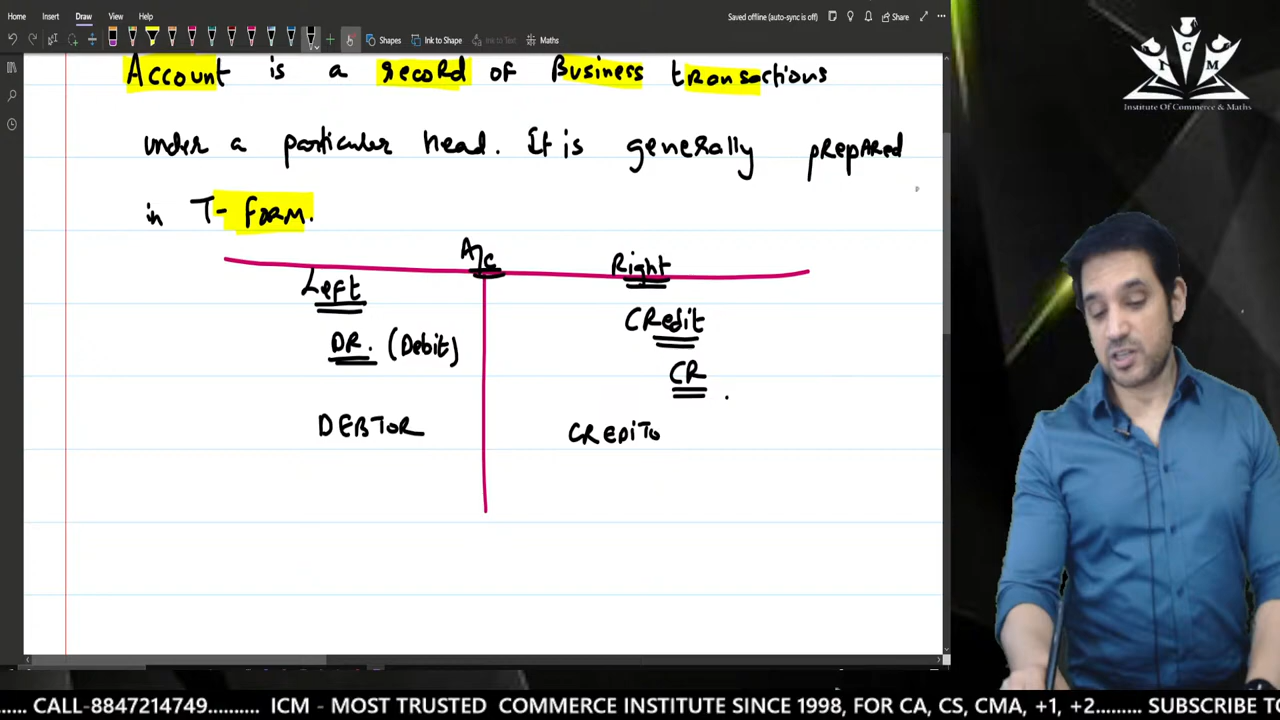 Home Insert Draw View Help
Saved offline (auto-sync is off) Share
Shapes Ink to Shape Ink to Text Maths
Account is a record of Business transactions
under a particular head. It is generally prepared
in T- Form.
A/c
Left Right
DR. (Debit) Credit
CR
DEBTOR CREDITO
I C M
Institute Of Commerce & Maths
...... CALL-8847214749.......... ICM - MOST TRUSTED COMMERCE INSTITUTE SINCE 1998, FOR CA, CS, CMA, +1, +2......... SUBSCRIBE TO